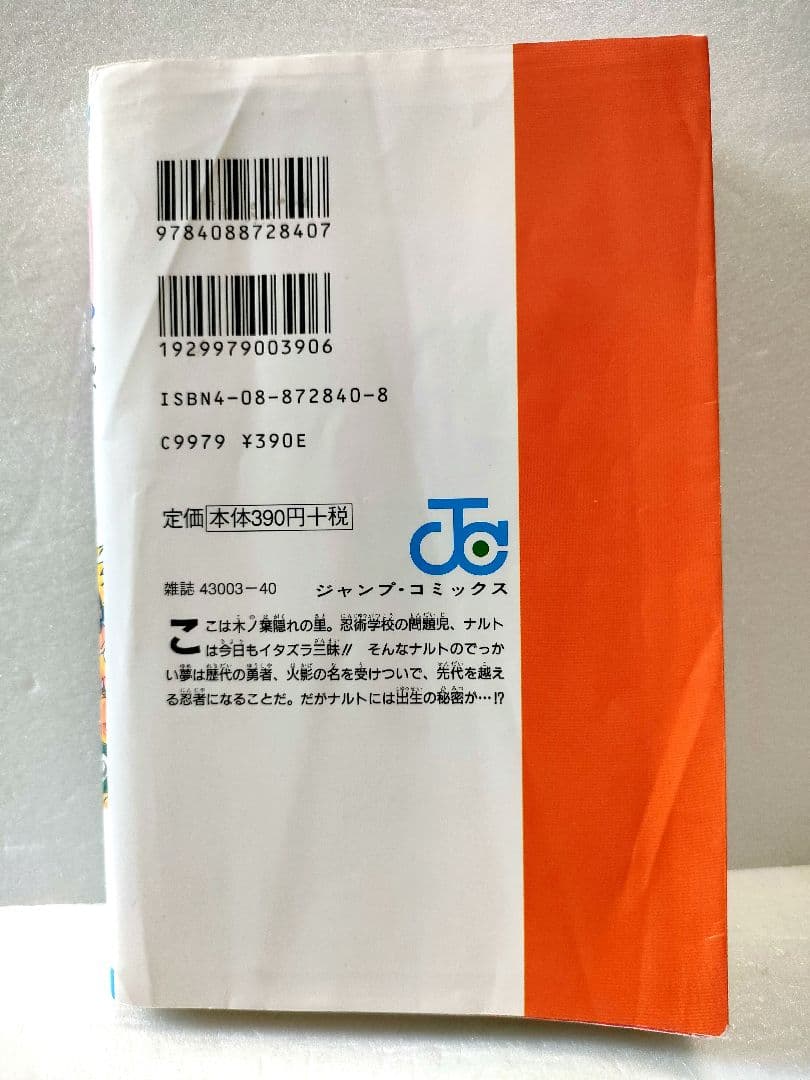 9784088728407
1929979003906
ISBN4-08-872840-8
C9979 ¥390E
定価 本体390円+税
雑誌 43003-40
ジャンプ・コミックス
ここは木ノ葉隠れの里。忍術学校の問題児、ナルト
は今日もイタズラ三昧!! そんなナルトのでっか
い夢は歴代の勇者、火影の名を受けついで、先代を越え
る忍者になることだ。だがナルトには出生の秘密が…!?